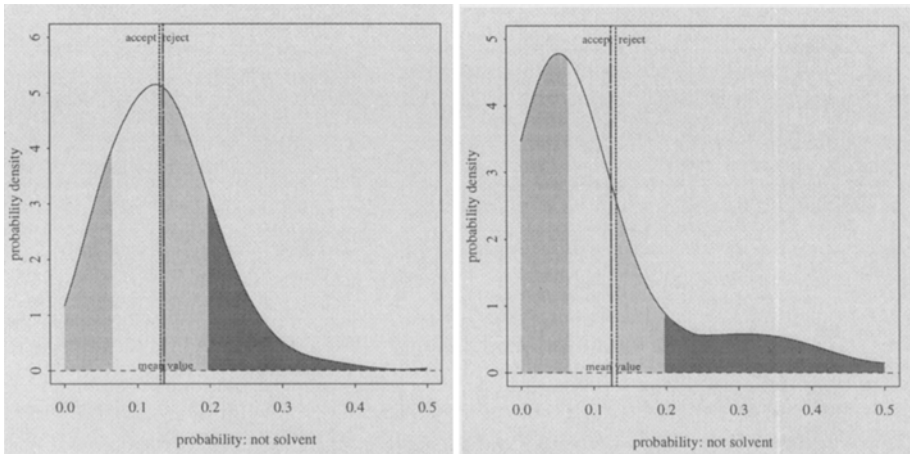 accept reject
probability density
6
5
4
3
2
1
0
mean value
0.0 0.1 0.2 0.3 0.4 0.5
probability: not solvent
accept reject
probability density
5
4
3
2
1
0
mean value
0.0 0.1 0.2 0.3 0.4 0.5
probability: not solvent